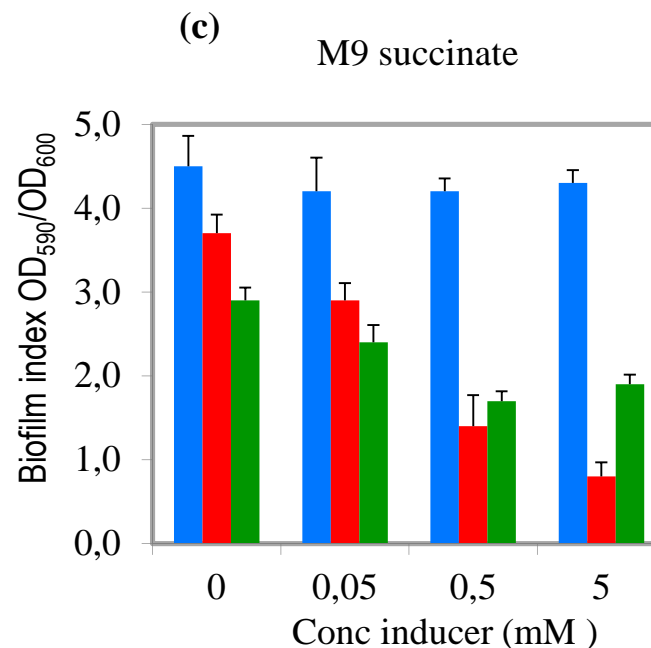 (c)
M9 succinate
Biofilm index OD590/OD600
5,0
4,0
3,0
2,0
1,0
0,0
0 0,05 0,5 5
Conc inducer (mM )